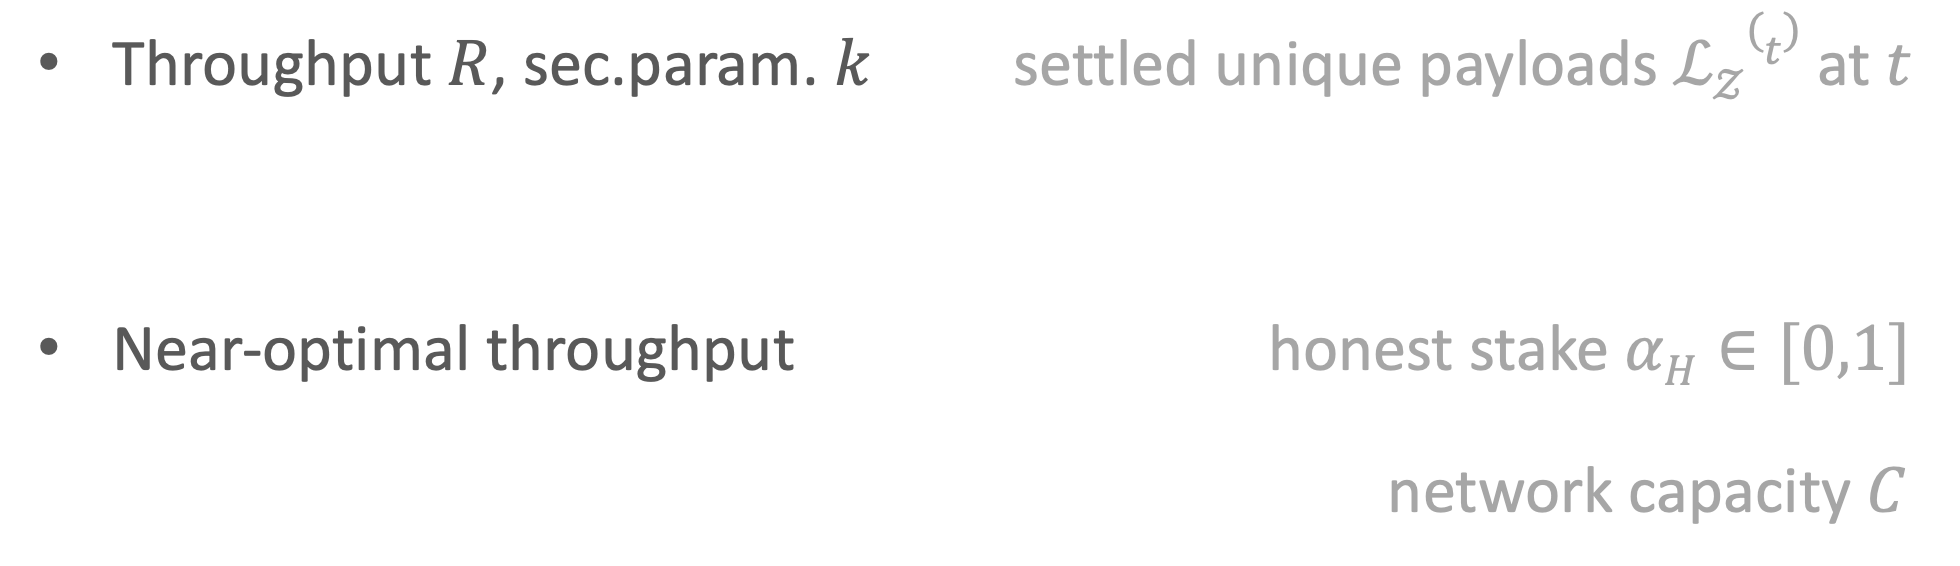 • Throughput R, sec.param. k settled unique payloads ℒ_𝒵^(t) at t
• Near-optimal throughput honest stake α_H ∈ [0,1]
network capacity C